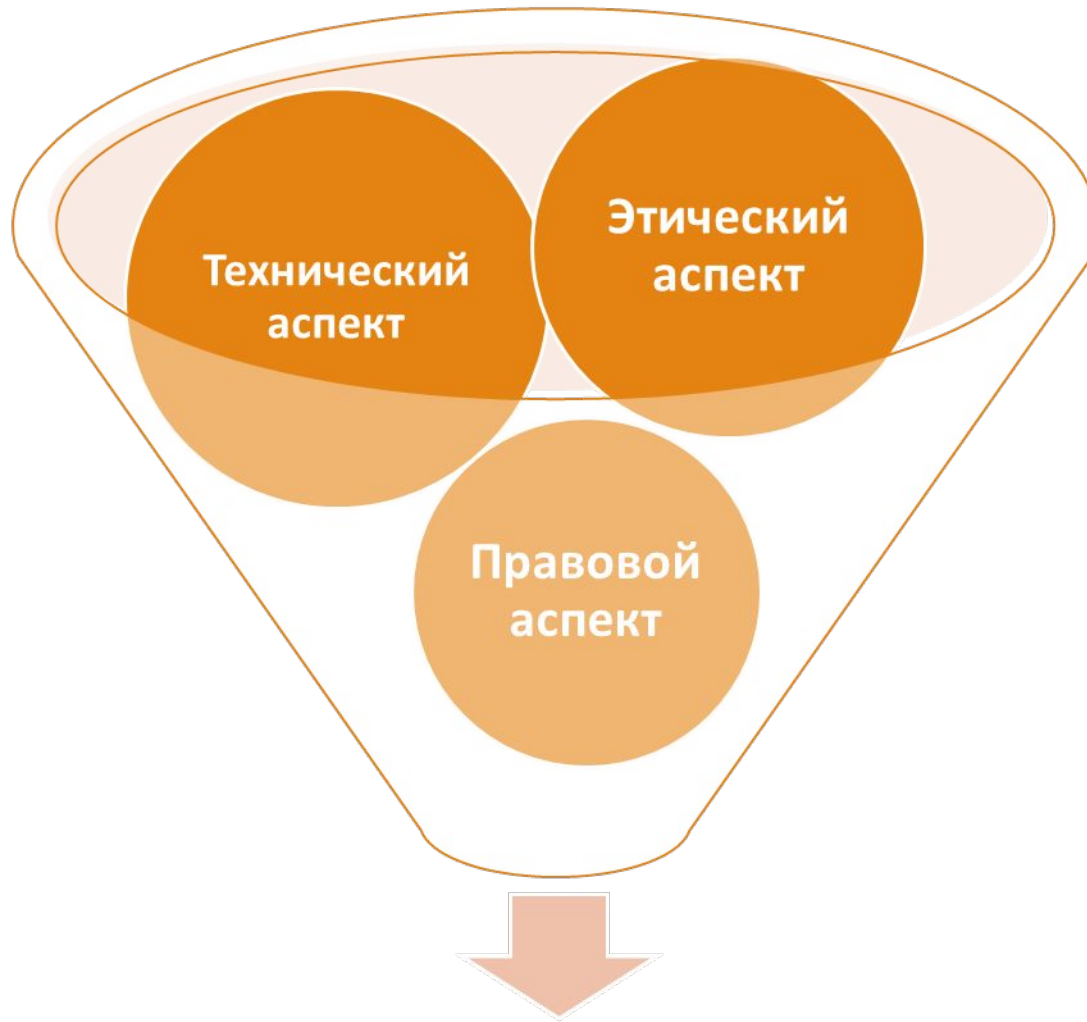 Технический
аспект
Этический
аспект
Правовой
аспект